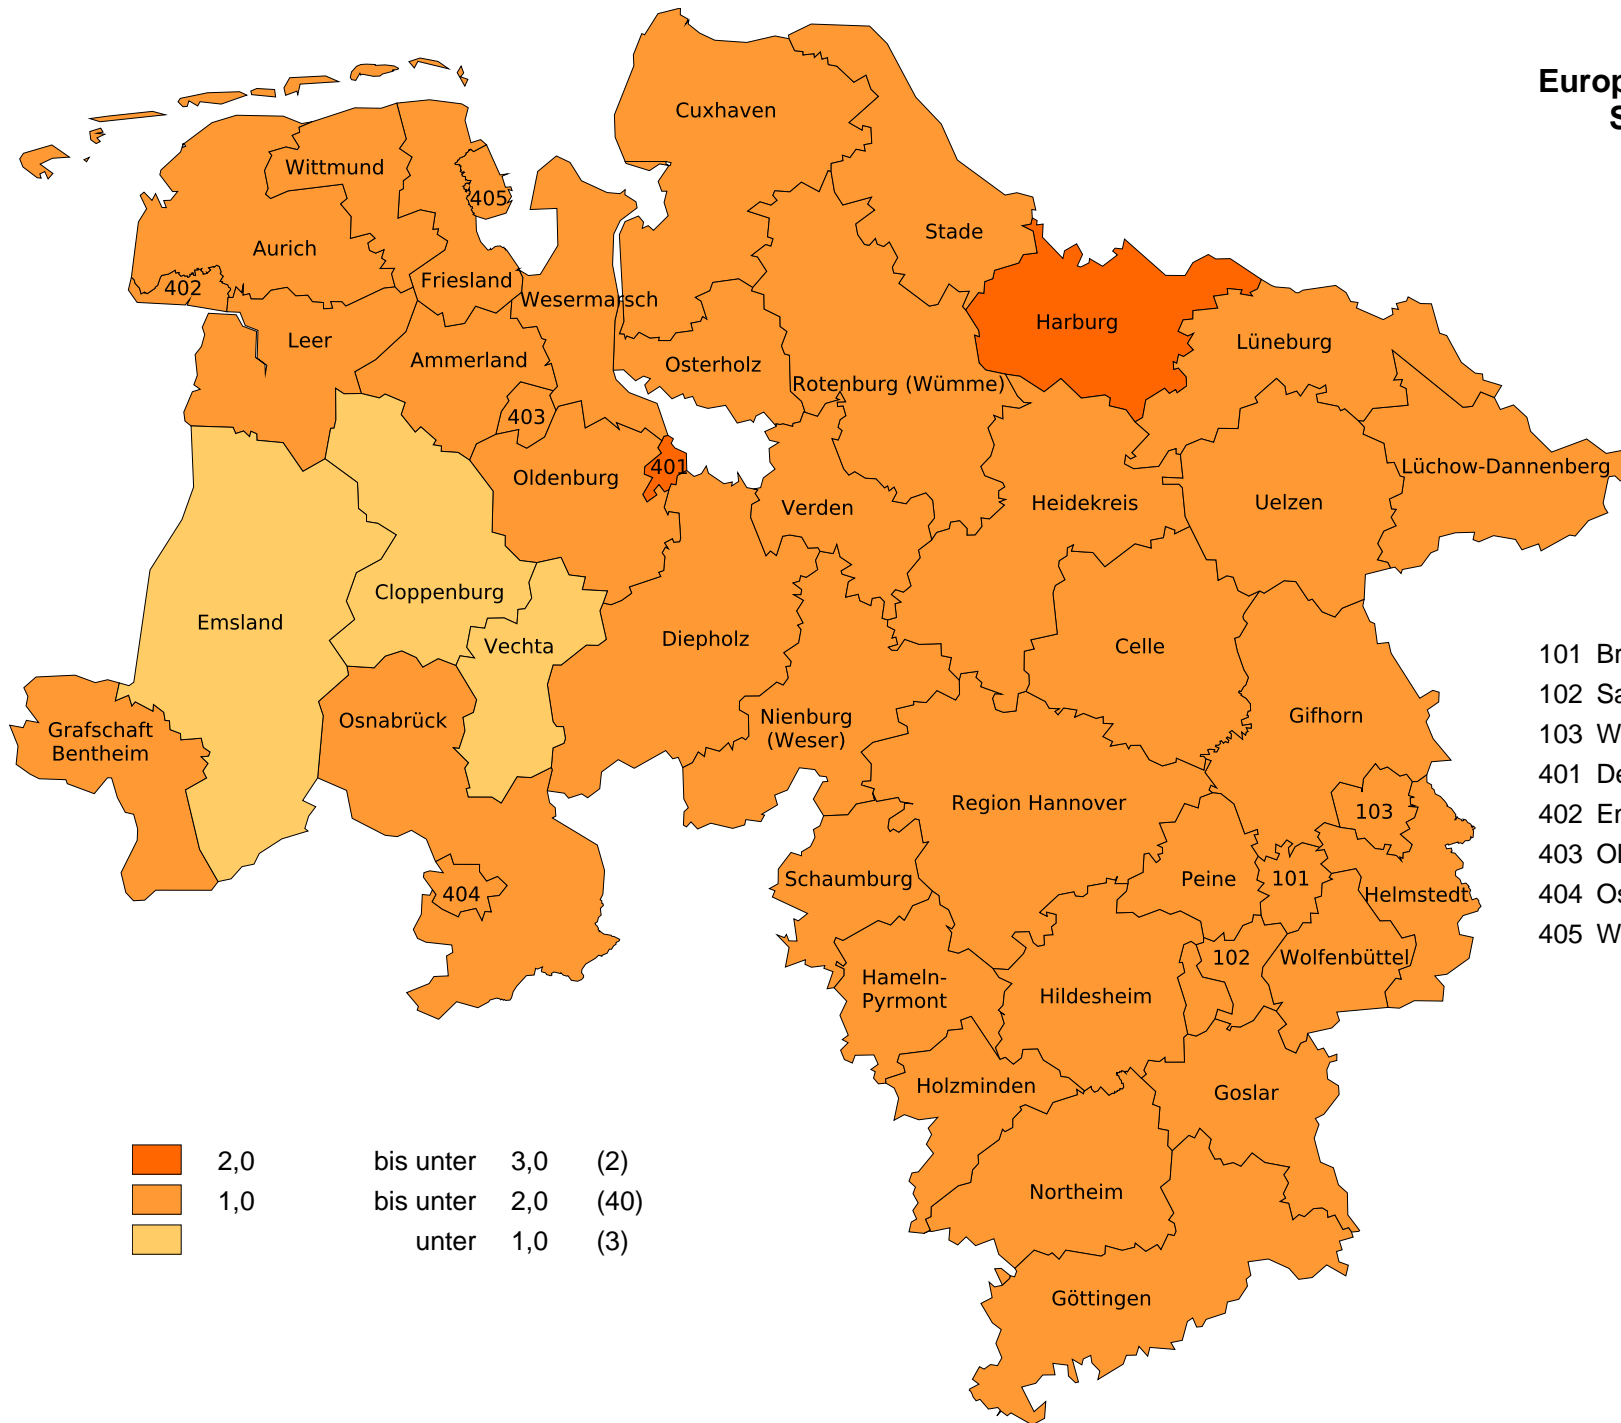 Europ
S
Cuxhaven
Wittmund
405
Stade
Aurich
Friesland
402
Wesermarsch
Harburg
Leer
Lüneburg
Ammerland
Osterholz
Rotenburg (Wümme)
403
401
Lüchow-Dannenberg
Oldenburg
Verden
Heidekreis
Uelzen
Cloppenburg
Emsland
Vechta
Diepholz
Celle
Osnabrück
Nienburg
(Weser)
Gifhorn
Grafschaft
Bentheim
Region Hannover
103
Schaumburg
Peine
101
404
Helmstedt
102
Wolfenbüttel
Hameln-
Pyrmont
Hildesheim
Holzminden
Goslar
Northeim
Göttingen
101 Br
102 Sa
103 W
401 De
402 Em
403 Ol
404 Os
405 W
2,0 bis unter 3,0 (2)
1,0 bis unter 2,0 (40)
unter 1,0 (3)